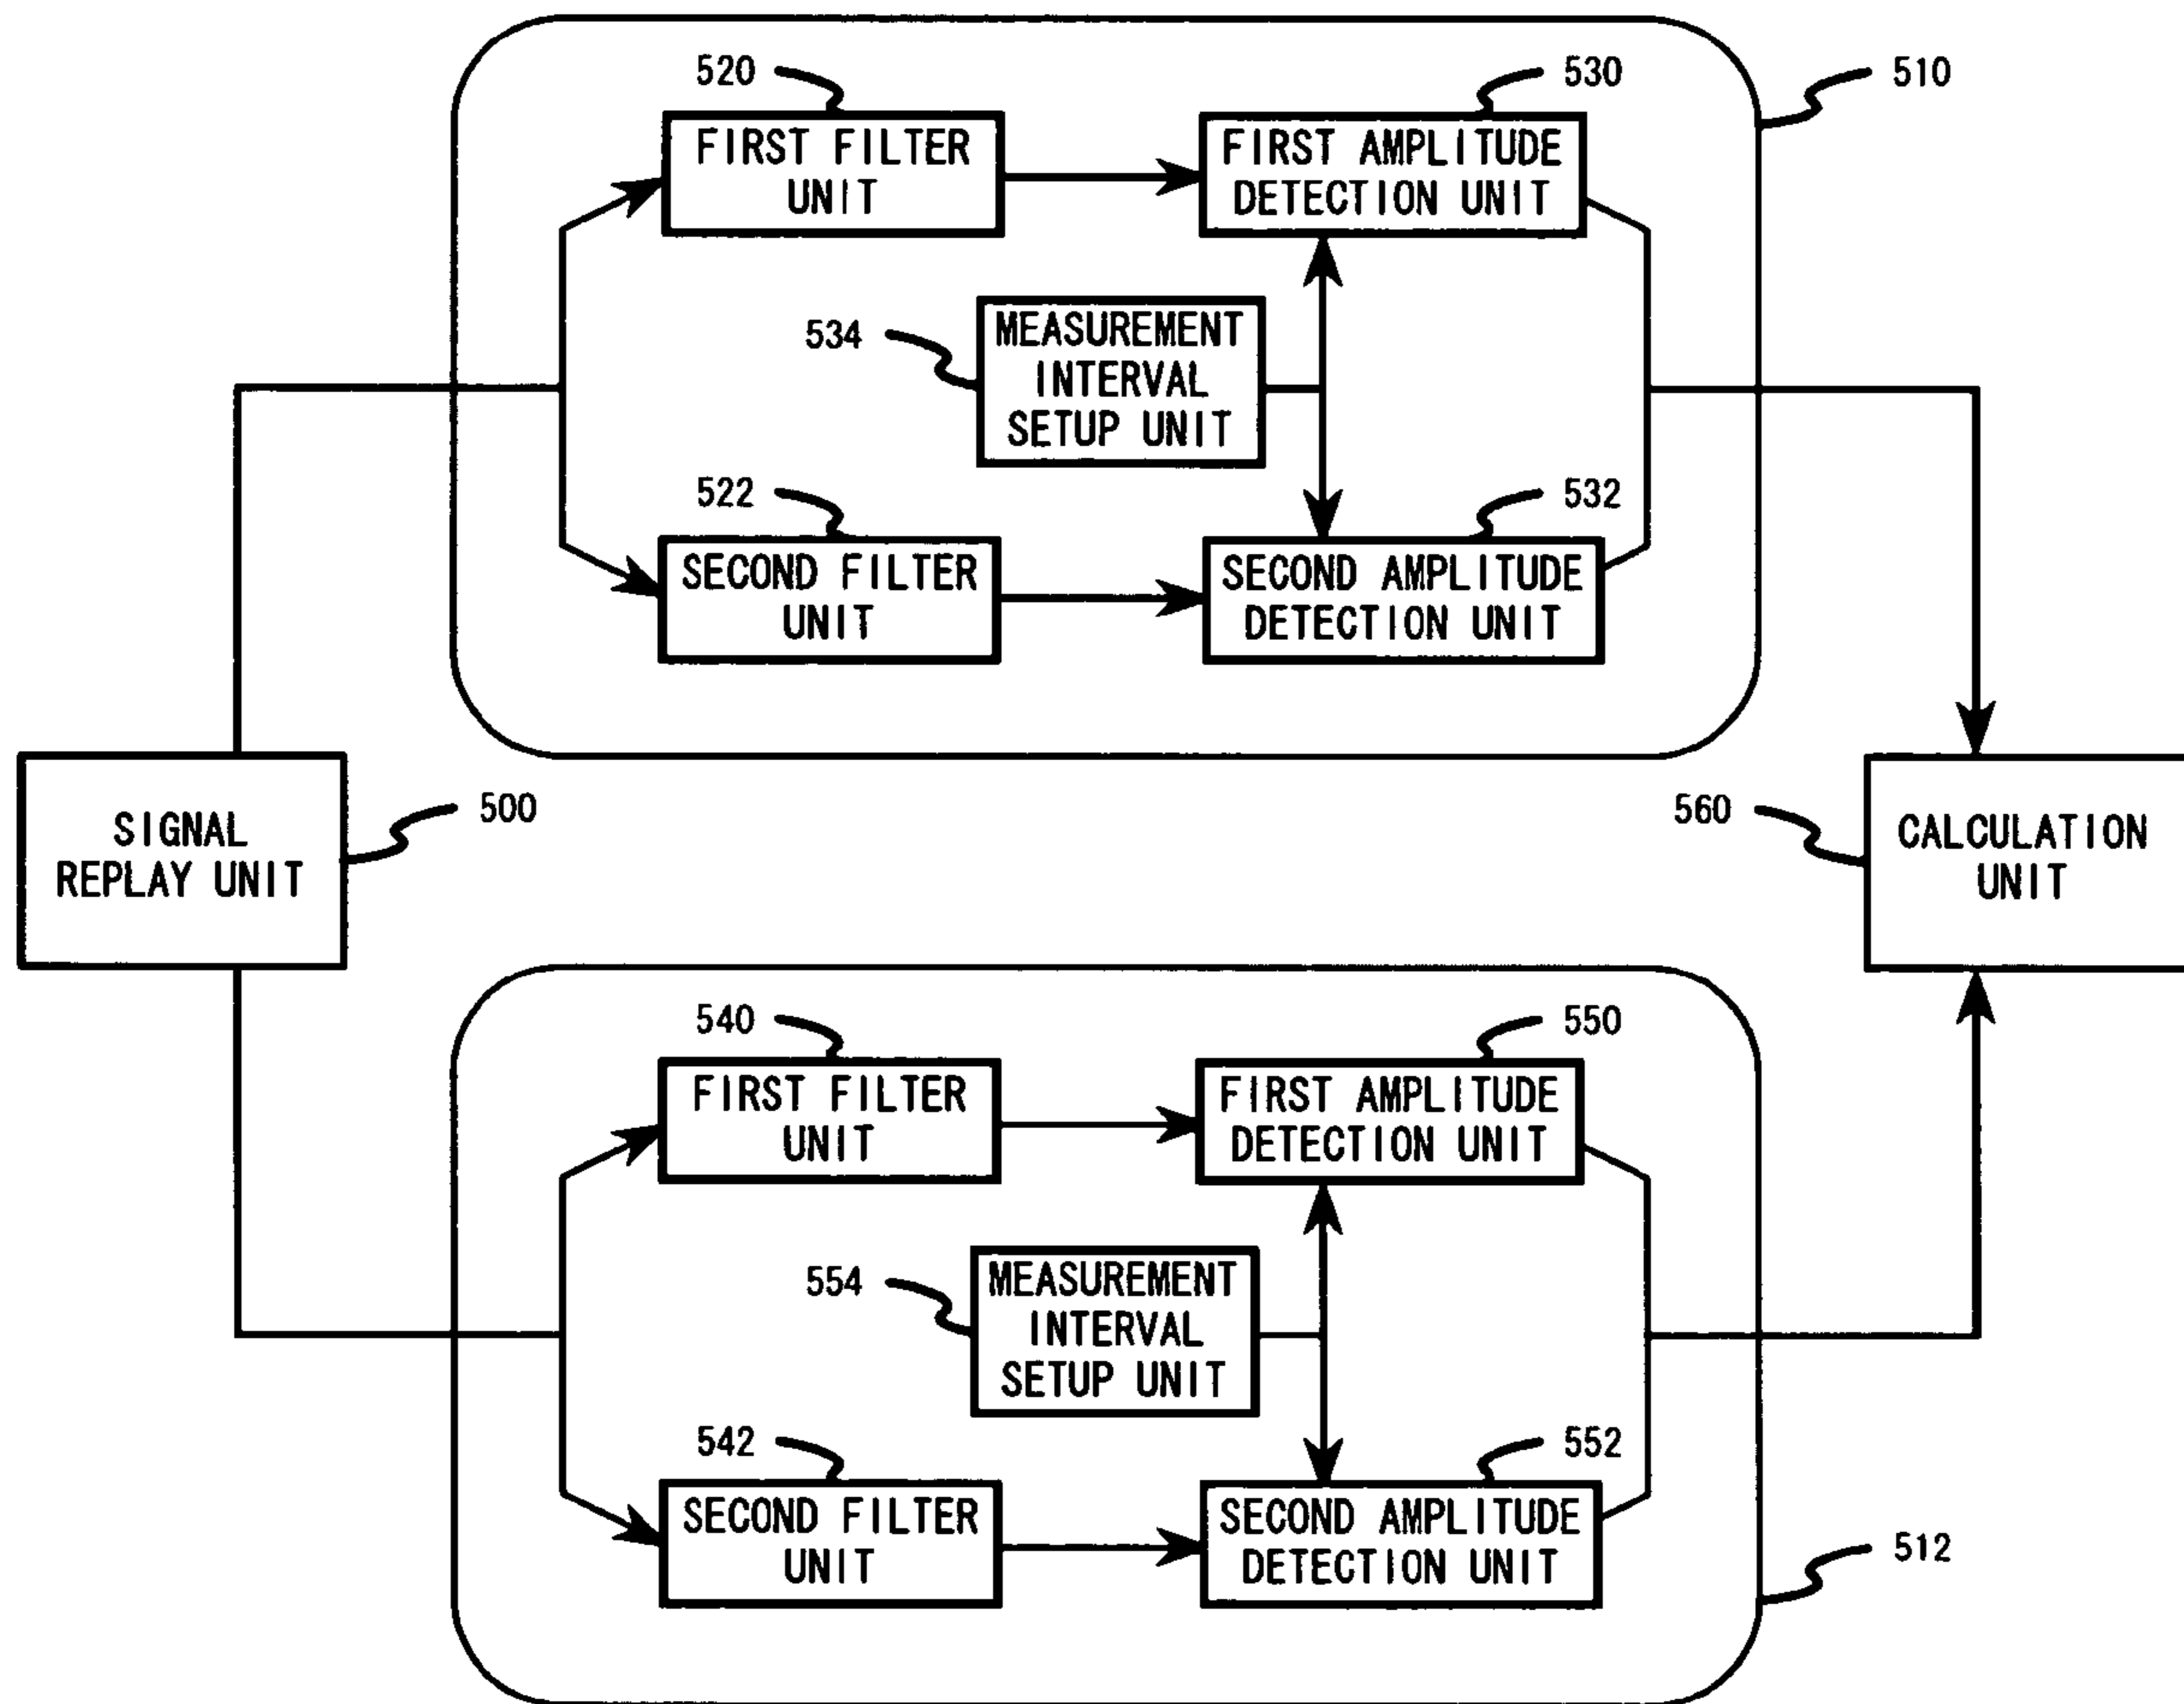 520
530
510
FIRST FILTER
UNIT
FIRST AMPLITUDE
DETECTION UNIT
534
MEASUREMENT
INTERVAL
SETUP UNIT
522
532
SECOND FILTER
UNIT
SECOND AMPLITUDE
DETECTION UNIT
SIGNAL
REPLAY UNIT
500
560
CALCULATION
UNIT
540
550
FIRST FILTER
UNIT
FIRST AMPLITUDE
DETECTION UNIT
554
MEASUREMENT
INTERVAL
SETUP UNIT
542
552
SECOND FILTER
UNIT
SECOND AMPLITUDE
DETECTION UNIT
512